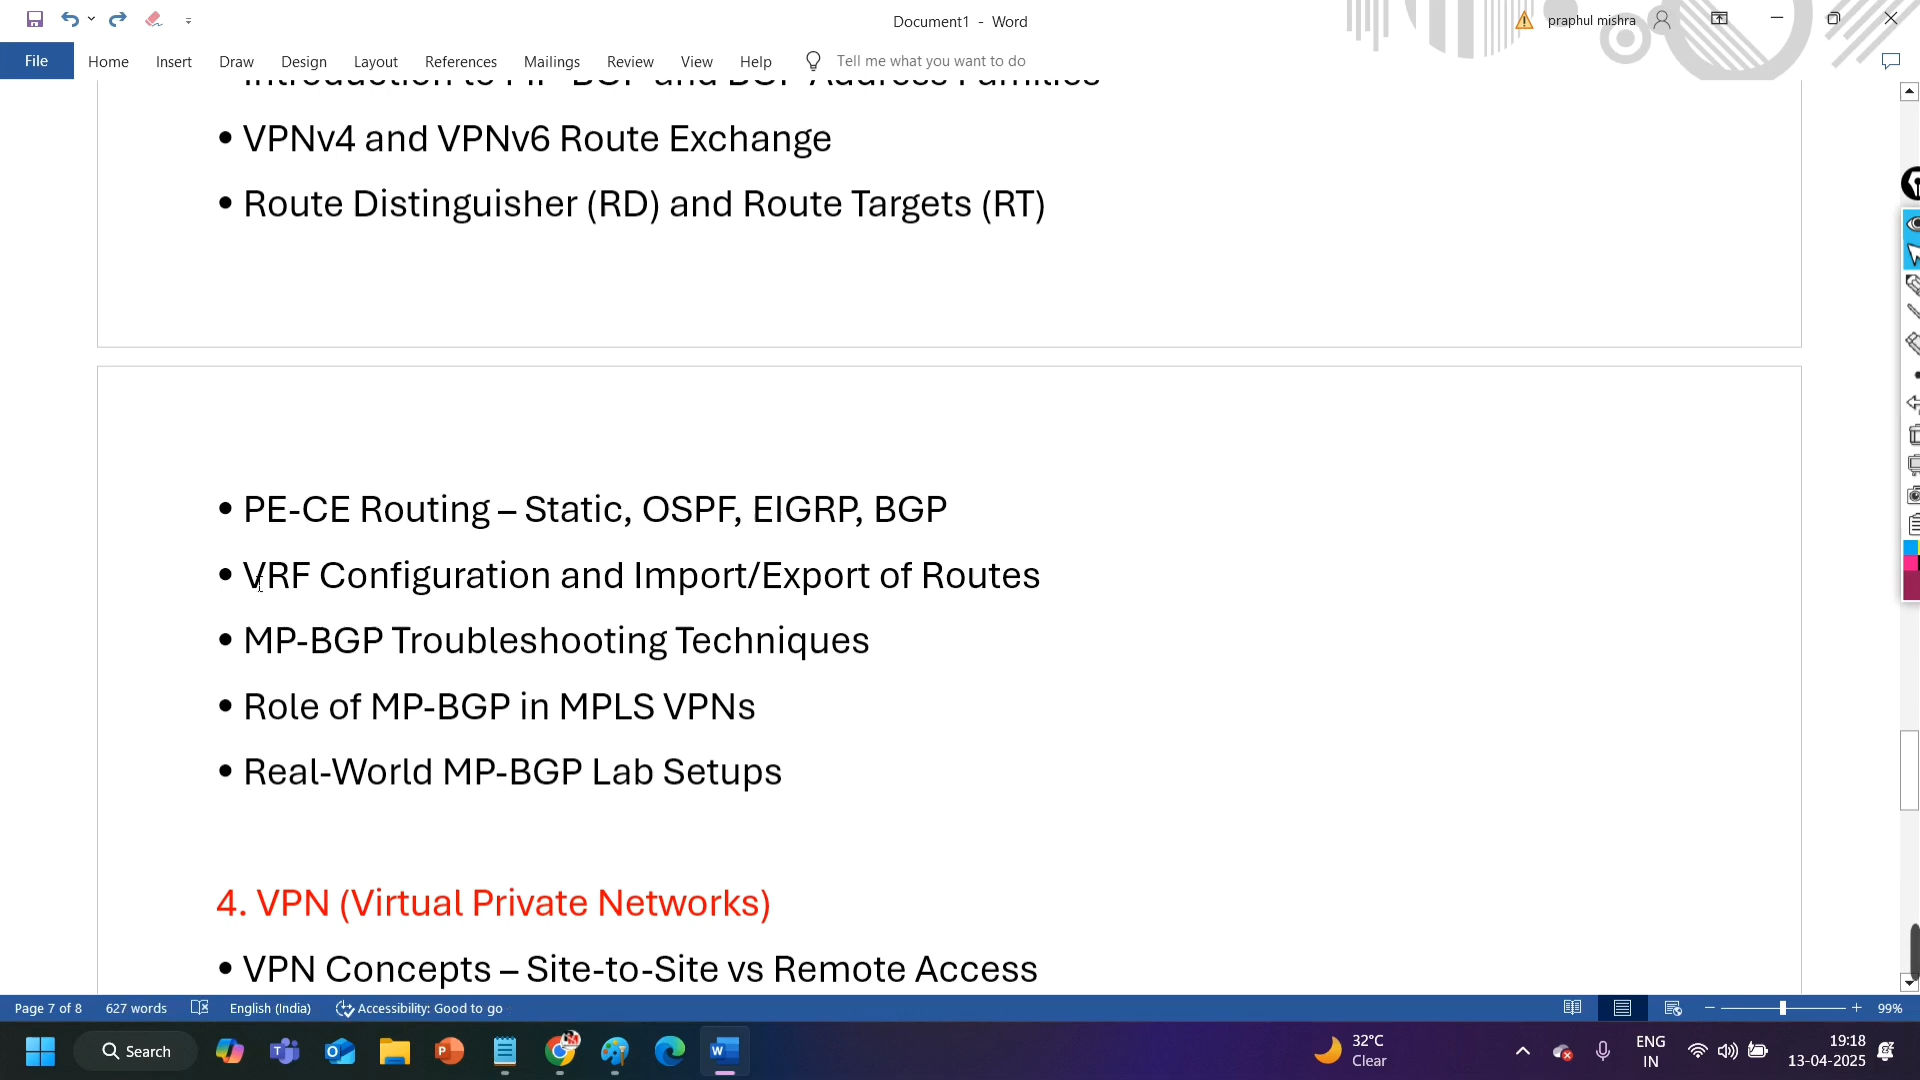 Document1 - Word
praphul mishra
File Home Insert Draw Design Layout References Mailings Review View Help Tell me what you want to do
Introduction to MP-BGP and BGP Address Families
• VPNv4 and VPNv6 Route Exchange
• Route Distinguisher (RD) and Route Targets (RT)
• PE-CE Routing – Static, OSPF, EIGRP, BGP
• VRF Configuration and Import/Export of Routes
• MP-BGP Troubleshooting Techniques
• Role of MP-BGP in MPLS VPNs
• Real-World MP-BGP Lab Setups
4. VPN (Virtual Private Networks)
• VPN Concepts – Site-to-Site vs Remote Access
Page 7 of 8 627 words English (India) Accessibility: Good to go 99%
Search
32°C
Clear
ENG
IN
19:18
13-04-2025